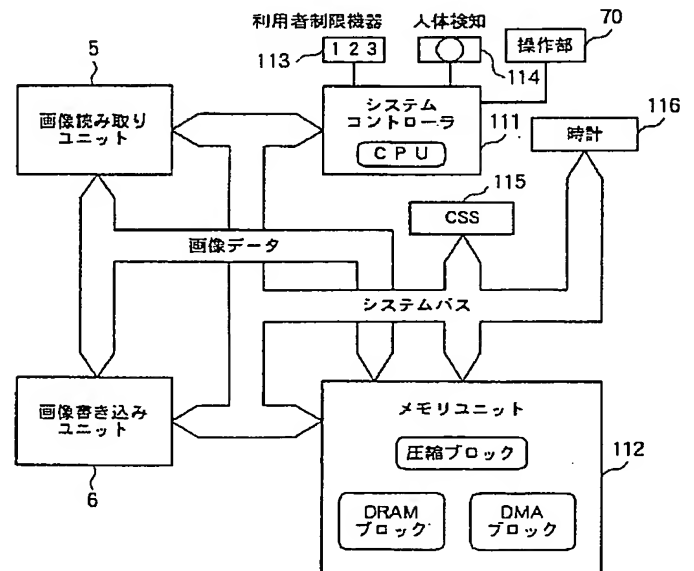 利用者制限機器
人体検知
70
113
1 2 3
114
操作部
5
システム
コントローラ
CPU
111
116
時計
画像読み取り
ユニット
115
CSS
画像データ
システムバス
画像書き込み
ユニット
6
メモリユニット
圧縮ブロック
112
DRAM
ブロック
DMA
ブロック